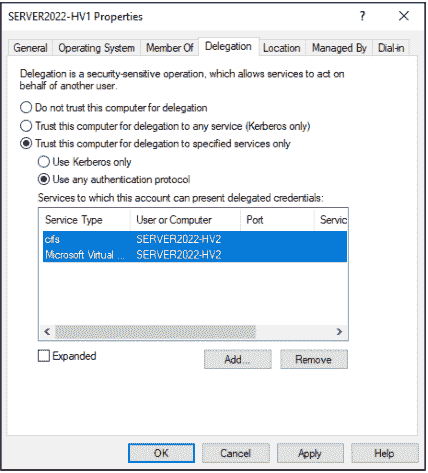 SERVER2022-HV1 Properties ? ×
General Operating System Member Of Delegation Location Managed By Dial-in
Delegation is a security-sensitive operation, which allows services to act on
behalf of another user.
Do not trust this computer for delegation
Trust this computer for delegation to any service (Kerberos only)
Trust this computer for delegation to specified services only
Use Kerberos only
Use any authentication protocol
Services to which this account can present delegated credentials:
Service Type User or Computer Port Servic
cifs SERVER2022-HV2
Microsoft Virtual ... SERVER2022-HV2
Expanded Add... Remove
OK Cancel Apply Help